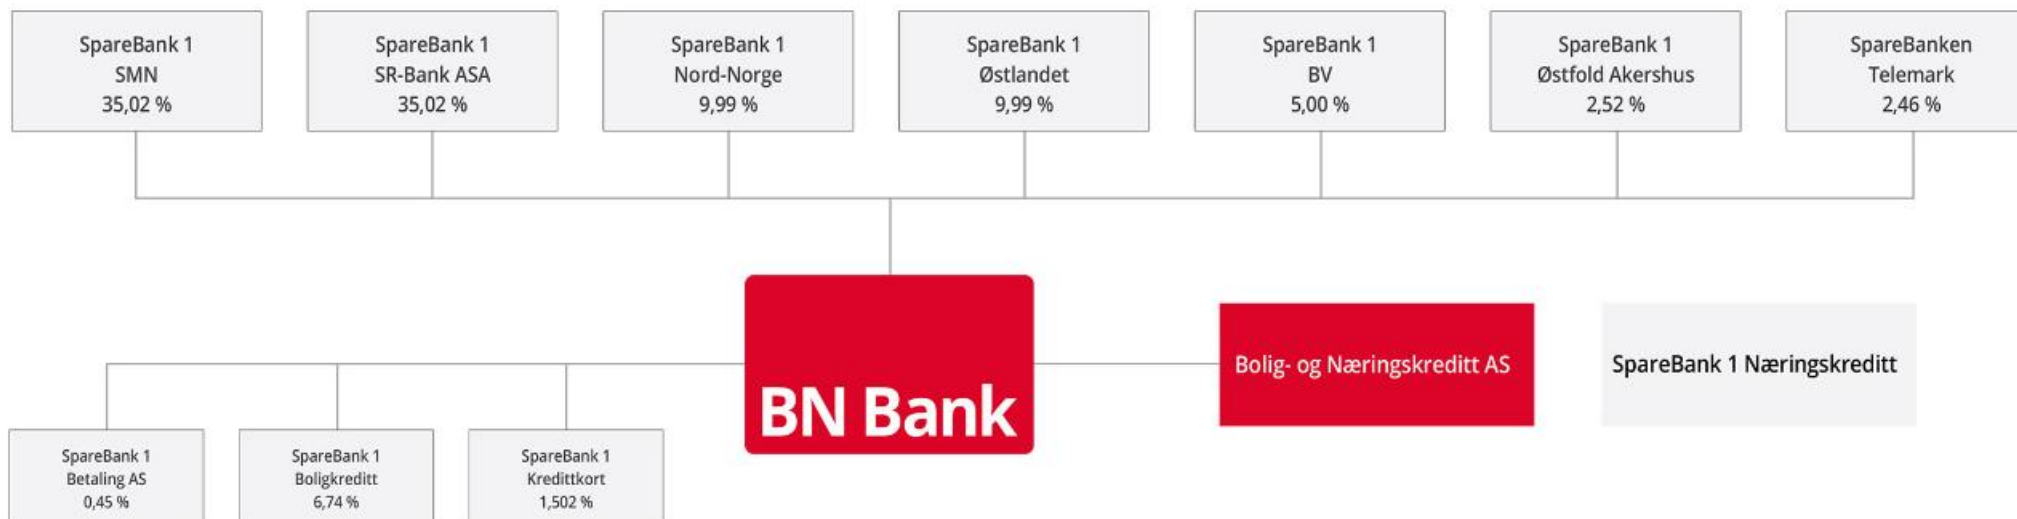 SpareBank 1
SMN
35,02 %
SpareBank 1
SR-Bank ASA
35,02 %
SpareBank 1
Nord-Norge
9,99 %
SpareBank 1
Østlandet
9,99 %
SpareBank 1
BV
5,00 %
SpareBank 1
Østfold Akershus
2,52 %
SpareBanken
Telemark
2,46 %
BN Bank
Bolig- og Næringskreditt AS
SpareBank 1 Næringskreditt
SpareBank 1
Betaling AS
0,45 %
SpareBank 1
Boligkreditt
6,74 %
SpareBank 1
Kredittkort
1,502 %